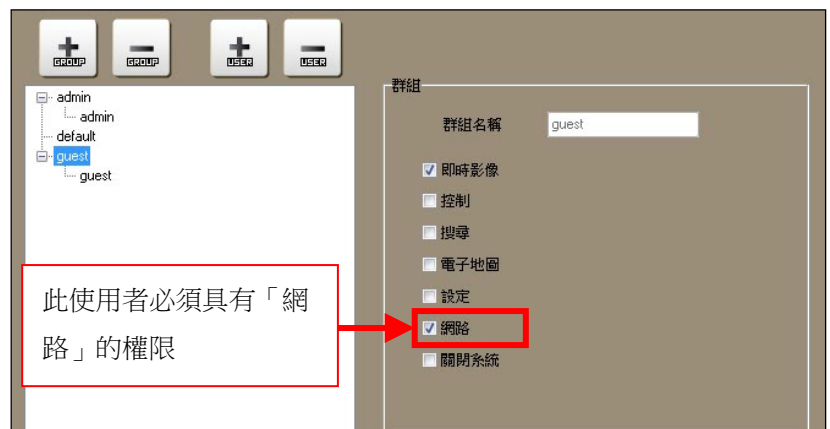 GROUP GROUP USER USER
admin
admin
default
guest
guest
群組
群組名稱 guest
即時影像
控制
搜尋
電子地圖
設定
網路
關閉系統
此使用者必須具有「網
路」的權限